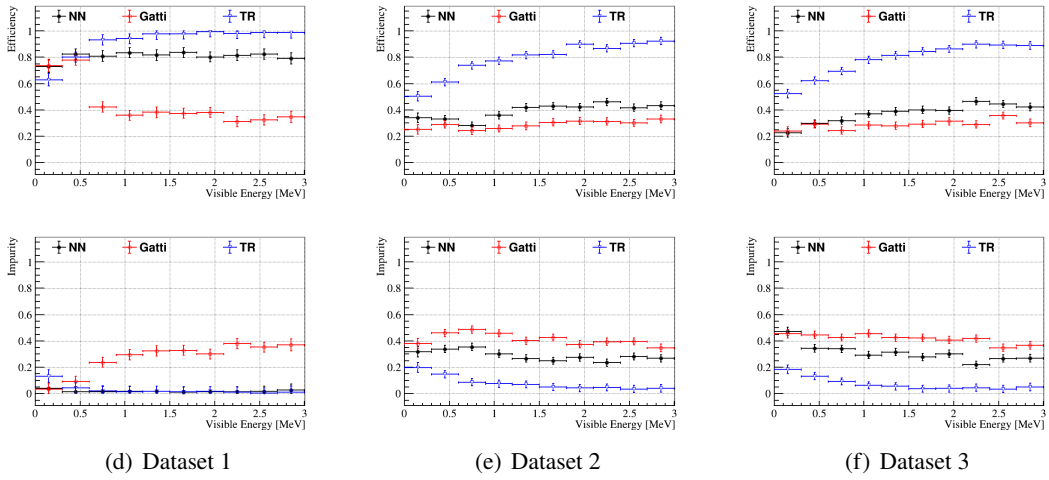 Efficiency
NN Gatti TR
1
0.8
0.6
0.4
0.2
0
0 0.5 1 1.5 2 2.5 3
Visible Energy [MeV]
Efficiency
NN Gatti TR
1
0.8
0.6
0.4
0.2
0
0 0.5 1 1.5 2 2.5 3
Visible Energy [MeV]
Efficiency
NN Gatti TR
1
0.8
0.6
0.4
0.2
0
0 0.5 1 1.5 2 2.5 3
Visible Energy [MeV]
Impurity
NN Gatti TR
1
0.8
0.6
0.4
0.2
0
0 0.5 1 1.5 2 2.5 3
Visible Energy [MeV]
Impurity
NN Gatti TR
1
0.8
0.6
0.4
0.2
0
0 0.5 1 1.5 2 2.5 3
Visible Energy [MeV]
Impurity
NN Gatti TR
1
0.8
0.6
0.4
0.2
0
0 0.5 1 1.5 2 2.5 3
Visible Energy [MeV]
(d) Dataset 1
(e) Dataset 2
(f) Dataset 3